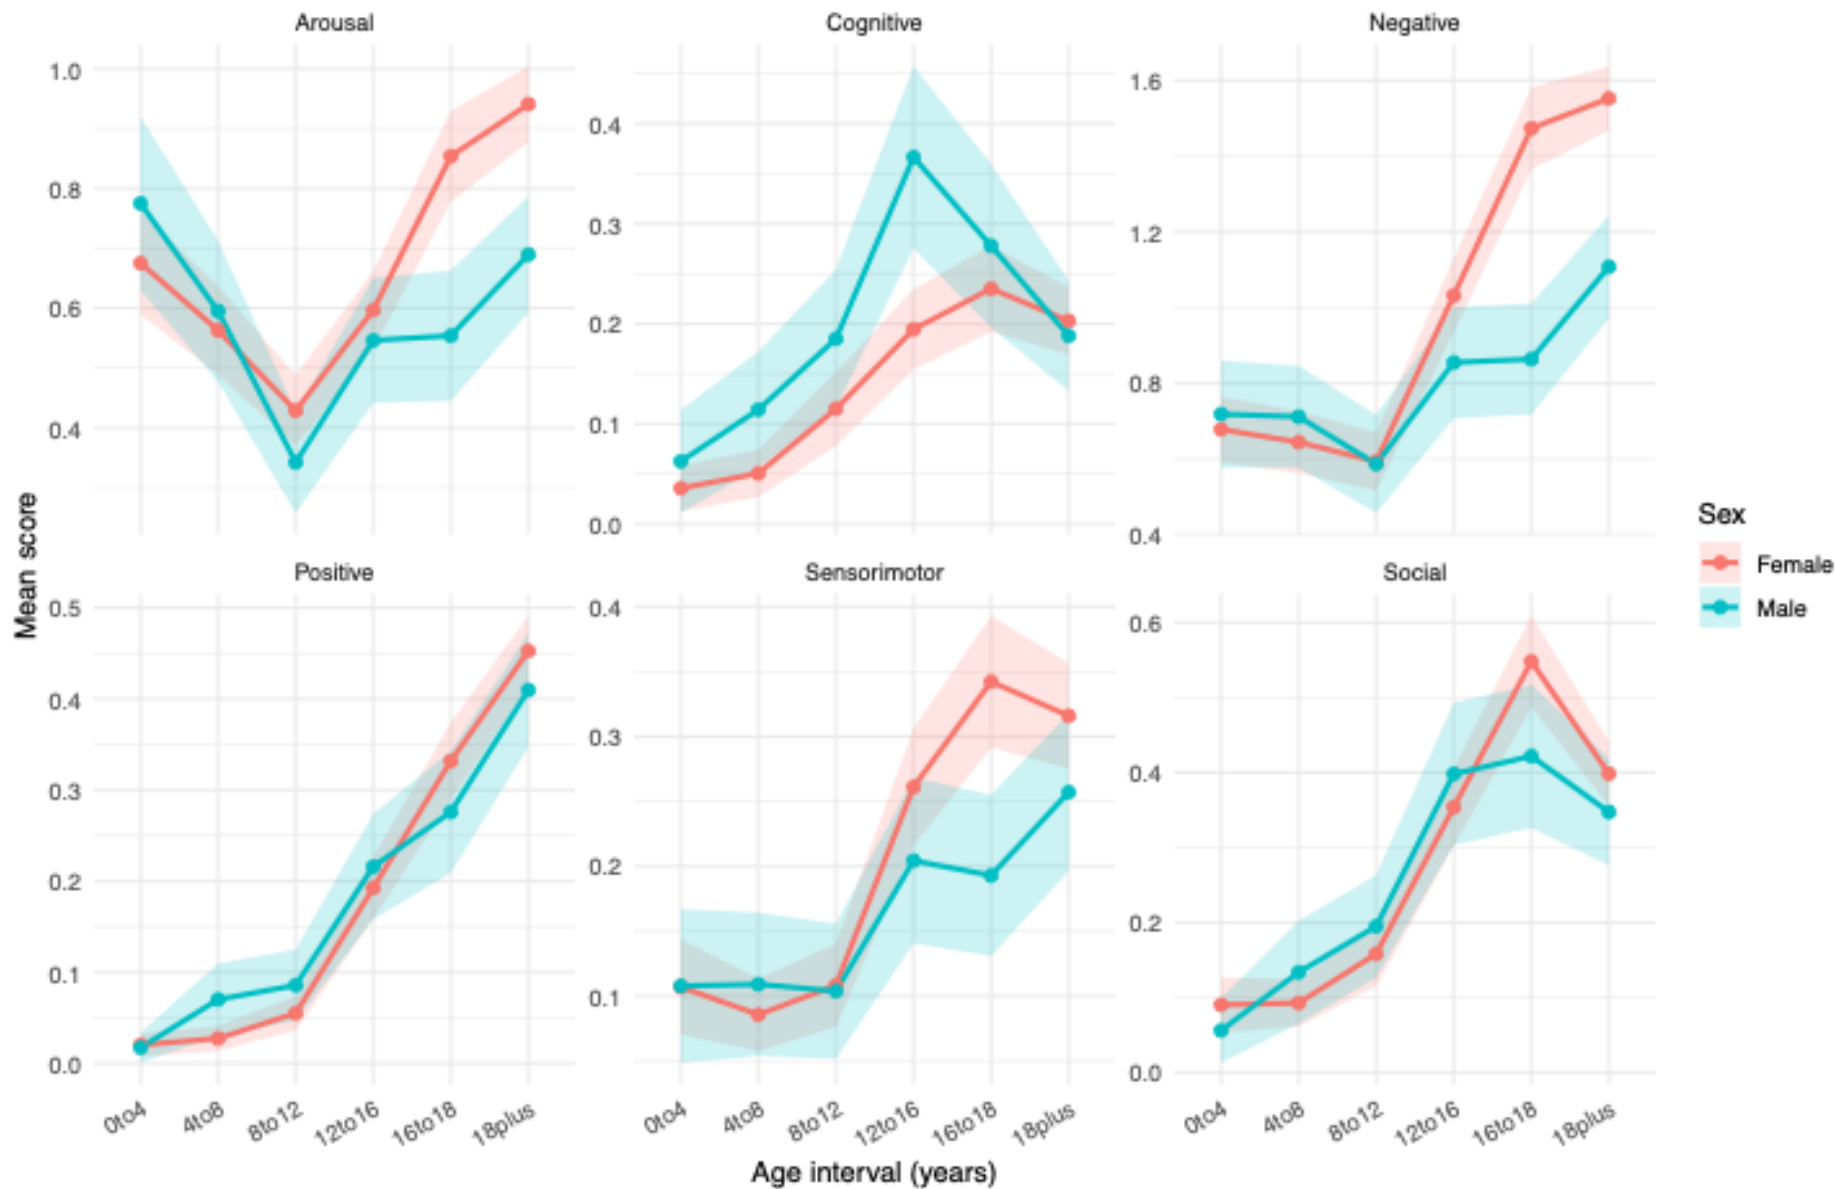 Arousal
Cognitive
Negative
1.0
0.8
0.6
0.4
0.4
0.3
0.2
0.1
0.0
1.6
1.2
0.8
0.4
Mean score
Positive
Sensorimotor
Social
0.5
0.4
0.3
0.2
0.1
0.0
0.4
0.3
0.2
0.1
0.6
0.4
0.2
0.0
0to4
4to8
8to12
12to16
16to18
18plus
0to4
4to8
8to12
12to16
16to18
18plus
0to4
4to8
8to12
12to16
16to18
18plus
Age interval (years)
Sex
Female
Male